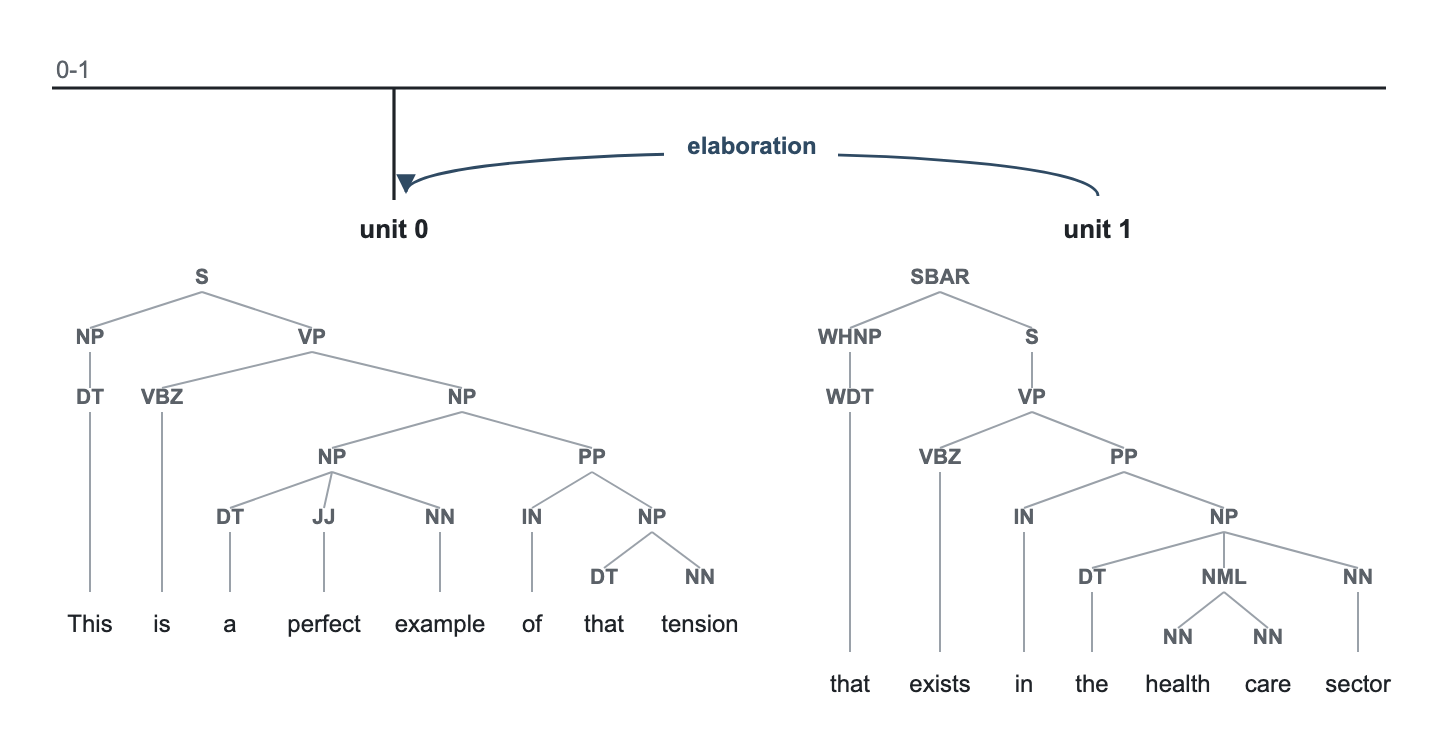 0-1
elaboration
unit 0 unit 1
S SBAR
NP VP WHNP S
DT VBZ NP WDT VP
NP PP VBZ PP
DT JJ NN IN NP IN NP
DT NN DT NML NN
This is a perfect example of that tension
NN NN
that exists in the health care sector